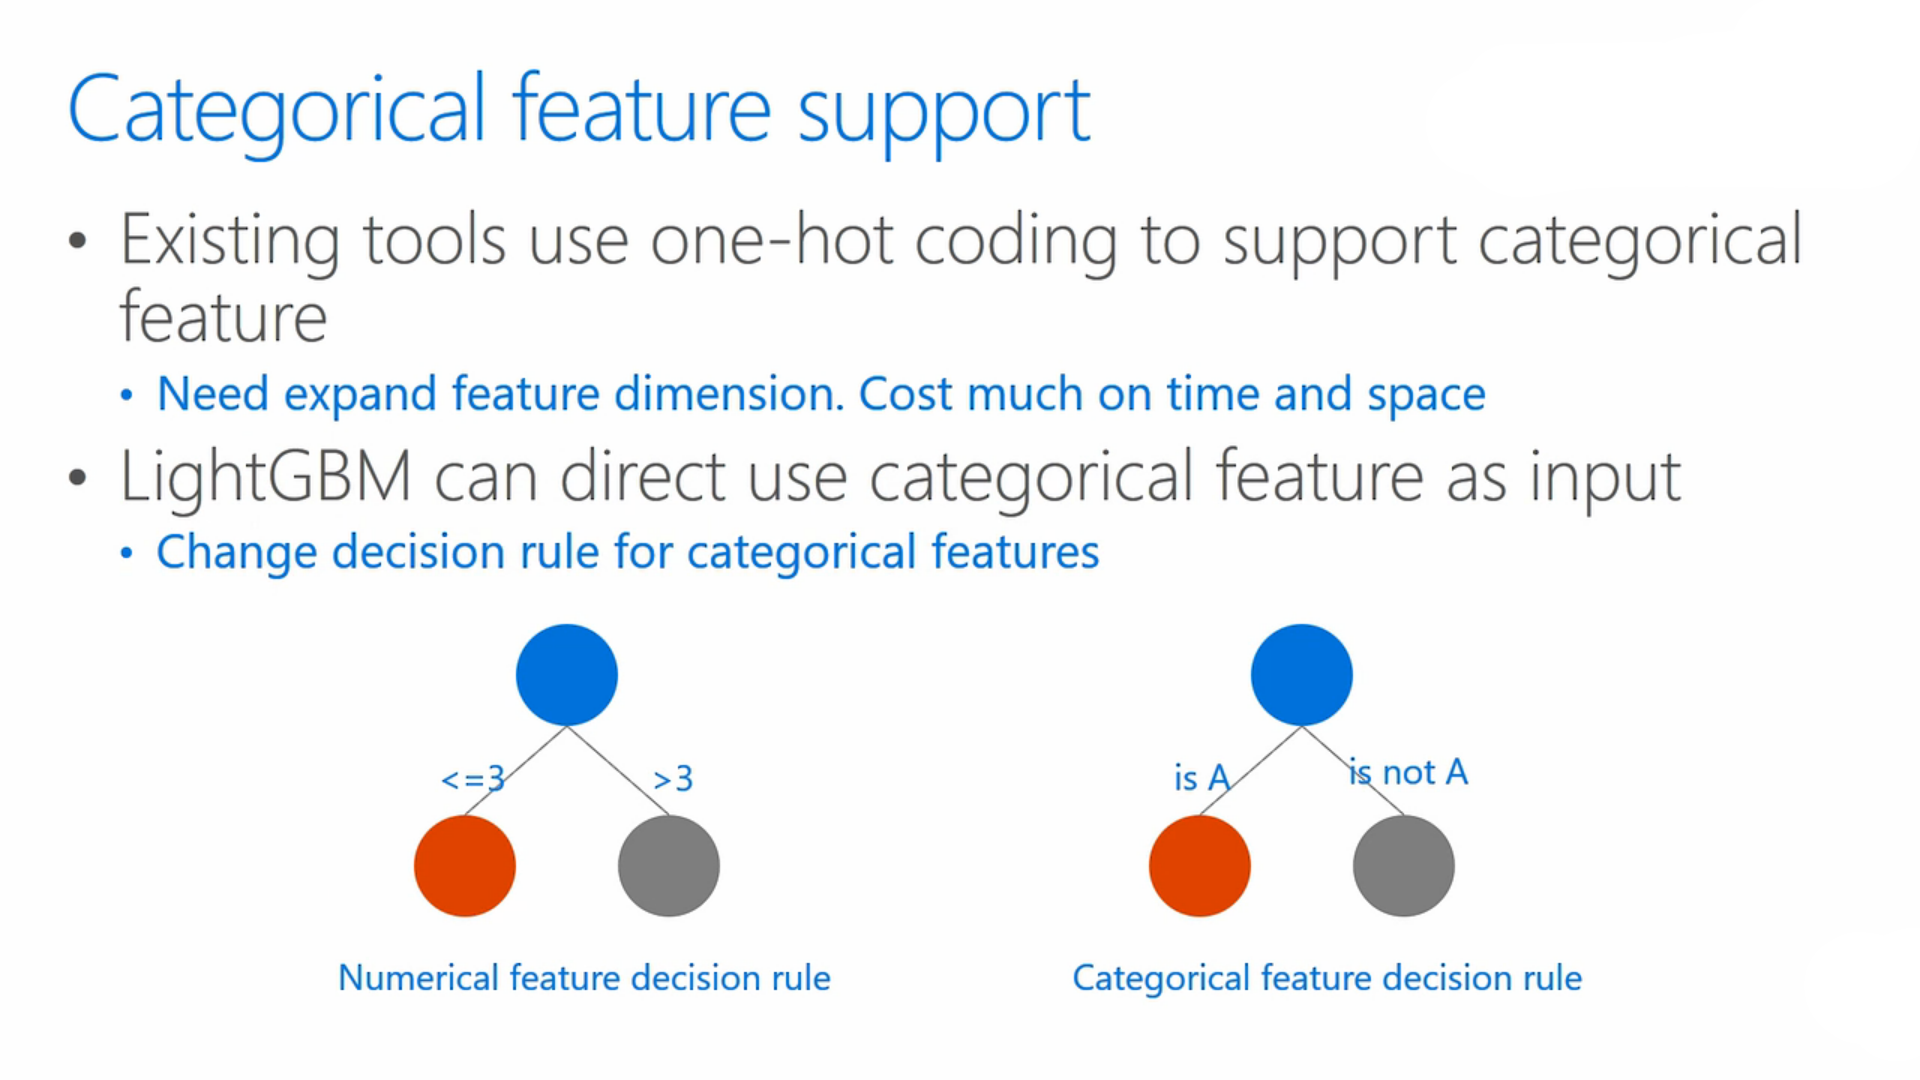 Categorical feature support
• Existing tools use one-hot coding to support categorical
feature
• Need expand feature dimension. Cost much on time and space
• LightGBM can direct use categorical feature as input
• Change decision rule for categorical features
<=3
>3
is A
is not A
Numerical feature decision rule
Categorical feature decision rule